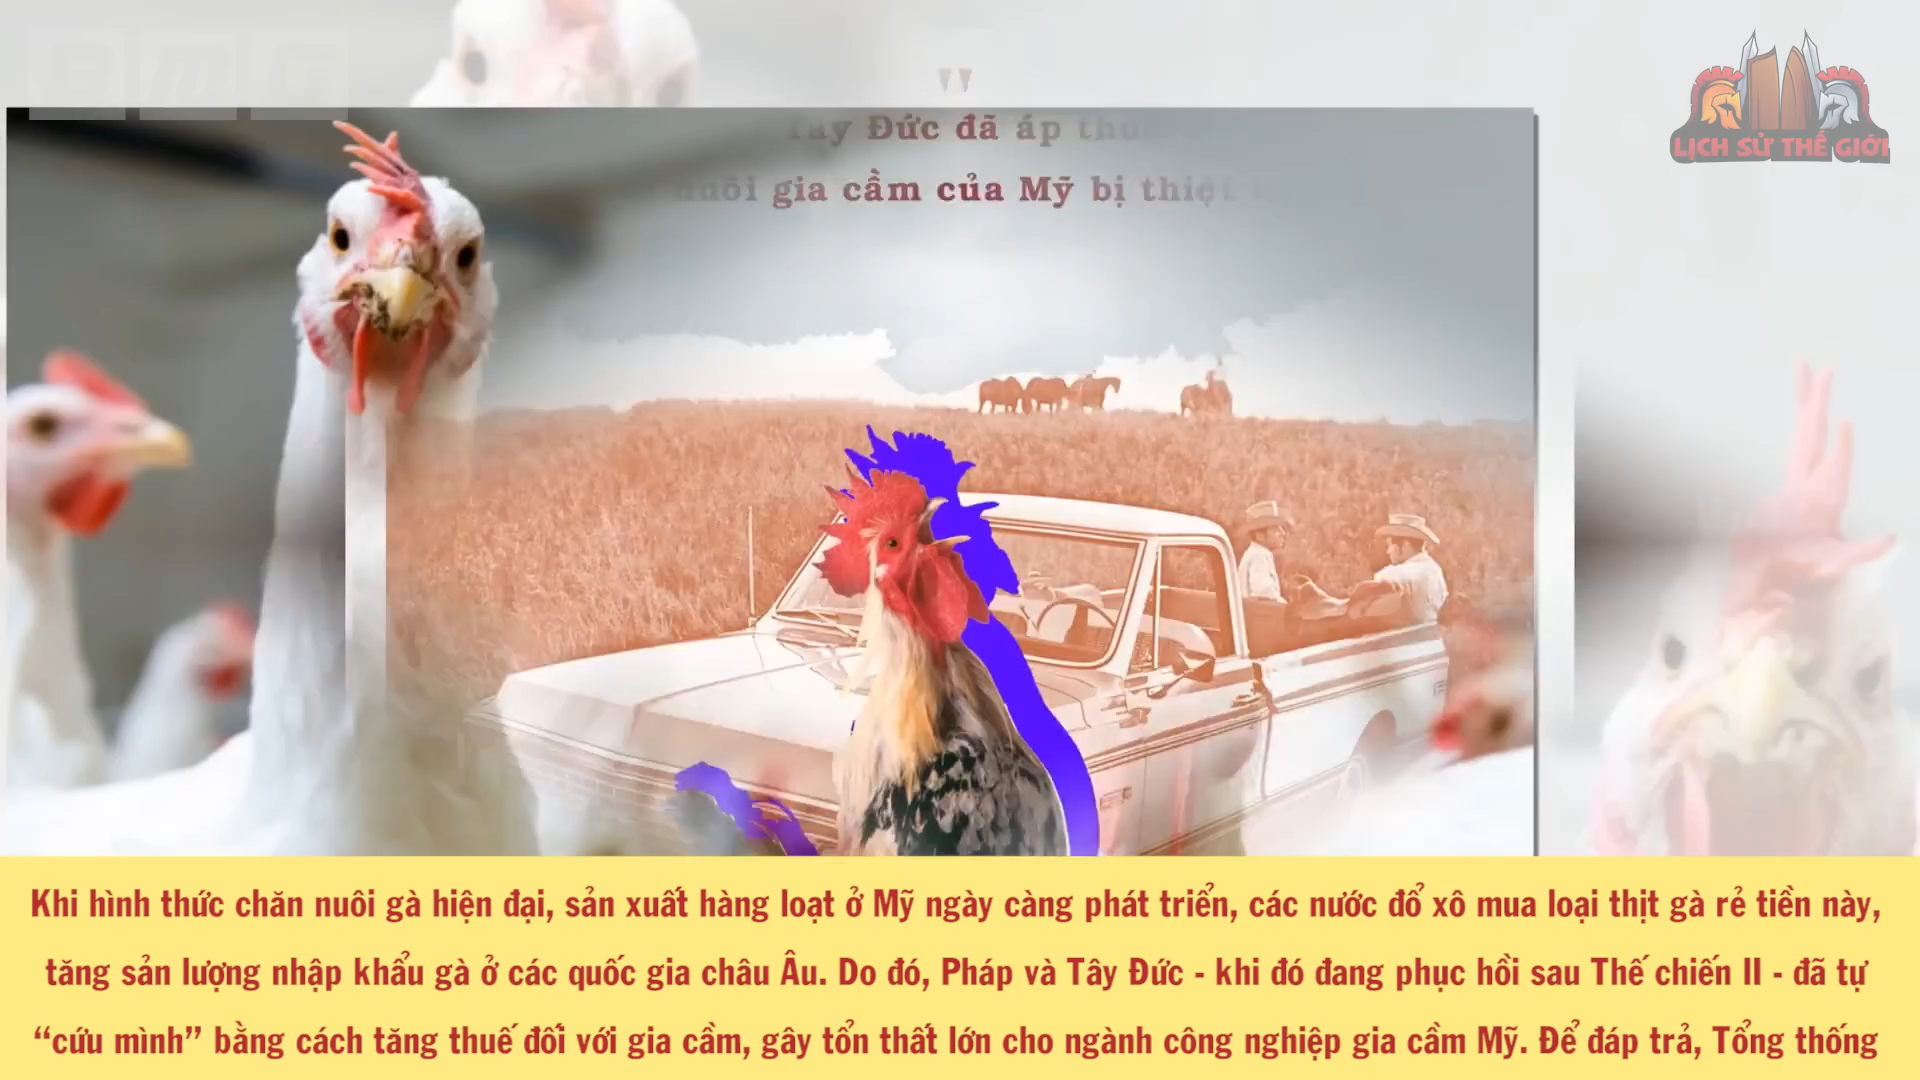 BMG
LỊCH SỬ THẾ GIỚI
"
Tây Đức đã áp
gia cầm của Mỹ bị thiệt
Khi hình thức chăn nuôi gà hiện đại, sản xuất hàng loạt ở Mỹ ngày càng phát triển, các nước đổ xô mua loại thịt gà rẻ tiền này,
tăng sản lượng nhập khẩu gà ở các quốc gia châu Âu. Do đó, Pháp và Tây Đức - khi đó đang phục hồi sau Thế chiến II - đã tự
“cứu mình” bằng cách tăng thuế đối với gia cầm, gây tổn thất lớn cho ngành công nghiệp gia cầm Mỹ. Để đáp trả, Tổng thống